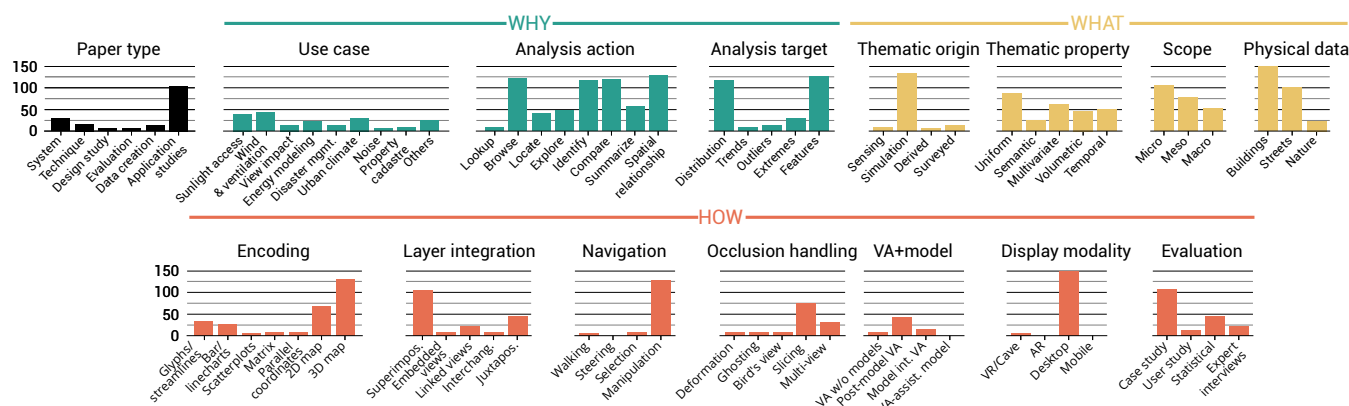 WHY
WHAT
Paper type
Use case
Analysis action
Analysis target
Thematic origin
Thematic property
Scope
Physical data
150
100
50
0
System
Technique
Design study
Evaluation
Data creation
Application
studies
Sunlight access
Wind
& ventilation
View impact
Energy modeling
Disaster mgmt.
Urban climate
Noise
Property
cadastre
Others
Lookup
Browse
Locate
Explore
Identify
Compare
Summarize
Spatial
relationship
Distribution
Trends
Outliers
Extremes
Features
Sensing
Simulation
Derived
Surveyed
Uniform
Semantic
Multivariate
Volumetric
Temporal
Micro
Meso
Macro
Buildings
Streets
Nature
HOW
Encoding
Layer integration
Navigation
Occlusion handling
VA+model
Display modality
Evaluation
150
100
50
0
Glyphs/
streamlines
Bar/
linecharts
Scatterplots
Matrix
Parallel
coordinates
2D map
3D map
Superimpos.
Embedded
views
Linked views
Interchang.
Juxtapos.
Walking
Steering
Selection
Manipulation
Deformation
Ghosting
Bird's view
Slicing
Multi-view
VA w/o models
Post-model VA
Model int. VA
VA-assist. model
VR/Cave
AR
Desktop
Mobile
Case study
User study
Statistical
Expert
interviews